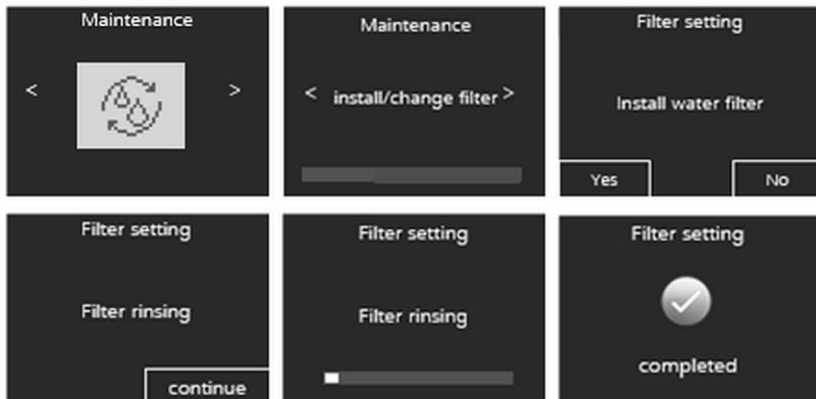 Maintenance
< >
Maintenance
< install/change filter >
Filter setting
Install water filter
Yes No
Filter setting
Filter rinsing
continue
Filter setting
Filter rinsing
Filter setting
completed